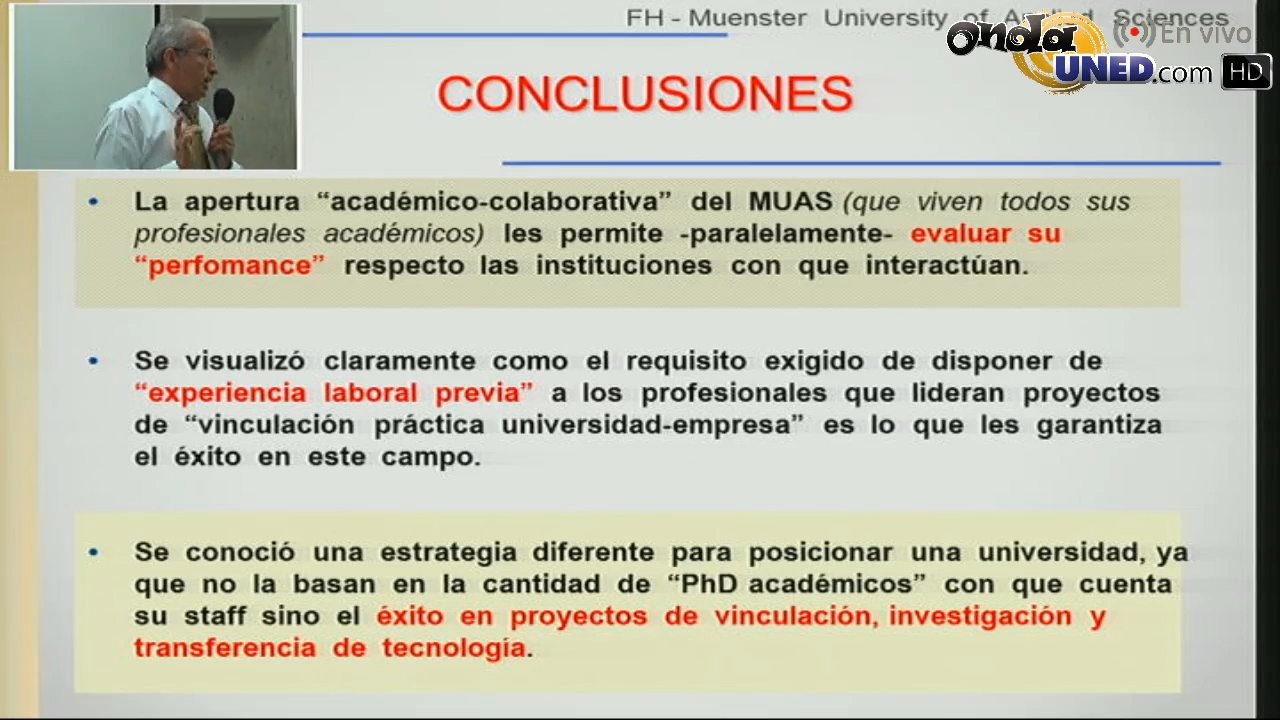 FH - Muenster University of Applied Sciences
onda UNED.com
En vivo
HD
CONCLUSIONES
• La apertura “académico-colaborativa” del MUAS (que viven todos sus
profesionales académicos) les permite -paralelamente- evaluar su
“perfomance” respecto las instituciones con que interactúan.
• Se visualizó claramente como el requisito exigido de disponer de
“experiencia laboral previa” a los profesionales que lideran proyectos
de “vinculación práctica universidad-empresa” es lo que les garantiza
el éxito en este campo.
• Se conoció una estrategia diferente para posicionar una universidad, ya
que no la basan en la cantidad de “PhD académicos” con que cuenta
su staff sino el éxito en proyectos de vinculación, investigación y
transferencia de tecnología.